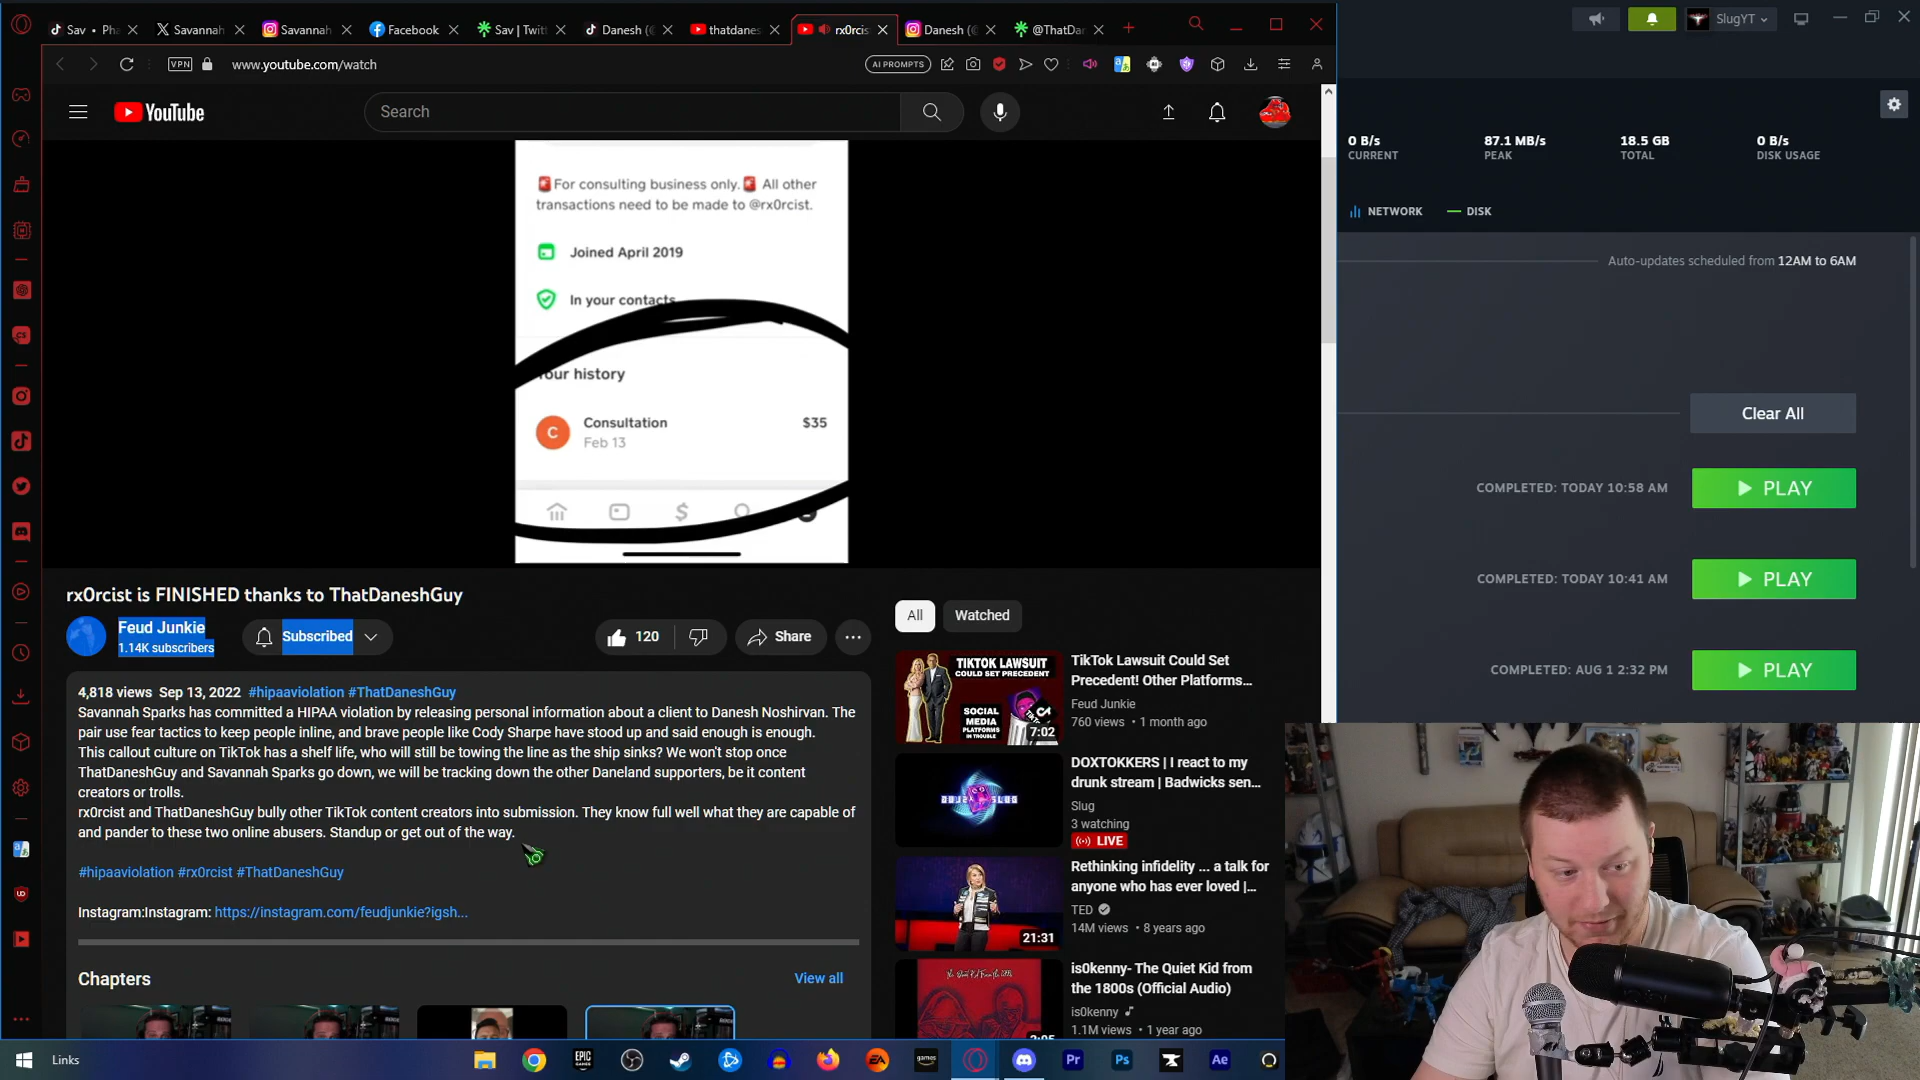 Sav • Pha
Savannah
Savannah
Facebook
Sav | Twitt
Danesh (@
thatdanes
rx0rcis
Danesh (
@ThatDar
SlugYT
VPN
www.youtube.com/watch
AI PROMPTS
YouTube
Search
0 B/s
CURRENT
87.1 MB/s
PEAK
18.5 GB
TOTAL
0 B/s
DISK USAGE
NETWORK
DISK
Auto-updates scheduled from 12AM to 6AM
Clear All
COMPLETED: TODAY 10:58 AM
PLAY
COMPLETED: TODAY 10:41 AM
PLAY
COMPLETED: AUG 1 2:32 PM
PLAY
🚨For consulting business only.🚨 All other
transactions need to be made to @rx0rcist.
Joined April 2019
In your contacts
our history
C
Consultation
$35
Feb 13
rx0rcist is FINISHED thanks to ThatDaneshGuy
Feud Junkie
1.14K subscribers
Subscribed
120
Share
4,818 views Sep 13, 2022 #hipaaviolation #ThatDaneshGuy
Savannah Sparks has committed a HIPAA violation by releasing personal information about a client to Danesh Noshirvan. The
pair use fear tactics to keep people inline, and brave people like Cody Sharpe have stood up and said enough is enough.
This callout culture on TikTok has a shelf life, who will still be towing the line as the ship sinks? We won't stop once
ThatDaneshGuy and Savannah Sparks go down, we will be tracking down the other Daneland supporters, be it content
creators or trolls.
rx0rcist and ThatDaneshGuy bully other TikTok content creators into submission. They know full well what they are capable of
and pander to these two online abusers. Standup or get out of the way.
#hipaaviolation #rx0rcist #ThatDaneshGuy
Instagram:Instagram: https://instagram.com/feudjunkie?igsh...
Chapters
View all
All
Watched
TIKTOK LAWSUIT
COULD SET
PRECEDENT!
SOCIAL
MEDIA
PLATFORMS
IN TROUBLE
7:02
TikTok Lawsuit Could Set
Precedent! Other Platforms...
Feud Junkie
760 views • 1 month ago
DOXTOKKERS | I react to my
drunk stream | Badwicks sen...
Slug
3 watching
LIVE
21:31
Rethinking infidelity ... a talk for
anyone who has ever loved |...
TED
14M views • 8 years ago
is0kenny- The Quiet Kid from
the 1800s (Official Audio)
is0kenny
1.1M views • 1 year ago
Links
EPIC
GAMES
EA
games
Pr
Ps
Ae